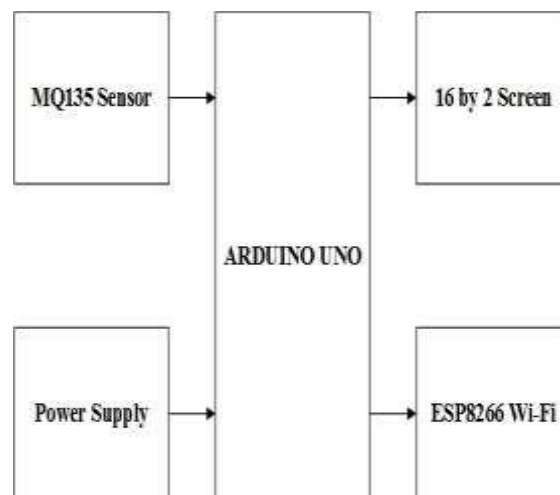 MQ135 Sensor
16 by 2 Screen
ARDUINO UNO
Power Supply
ESP8266 Wi-Fi